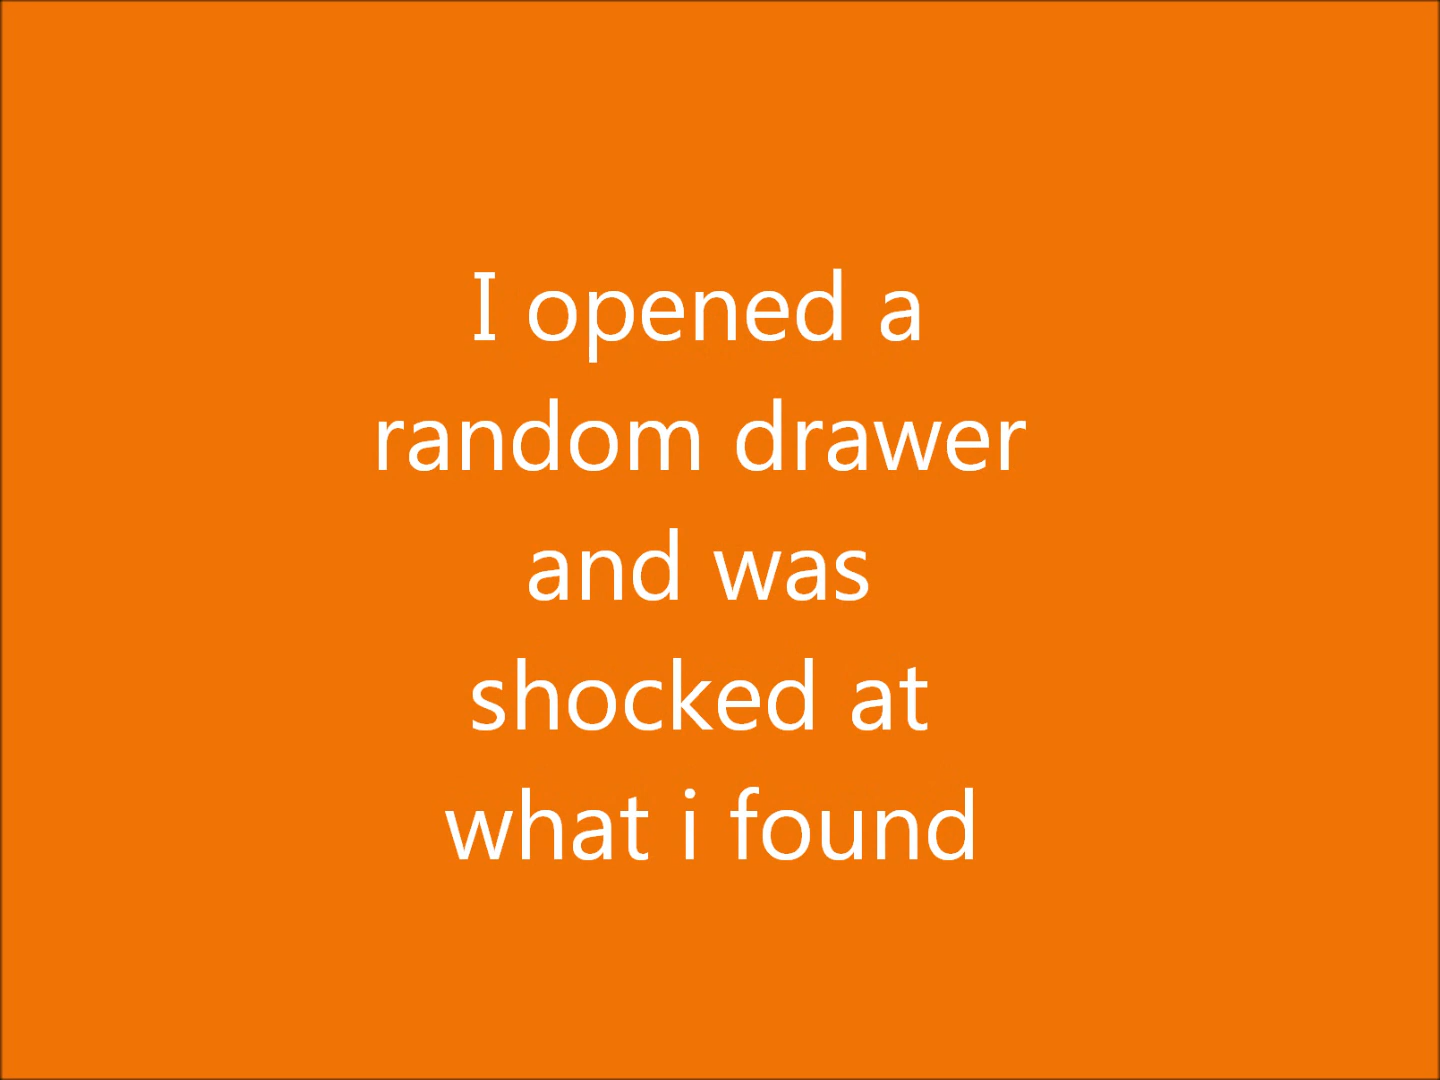 I opened a
random drawer
and was
shocked at
what i found